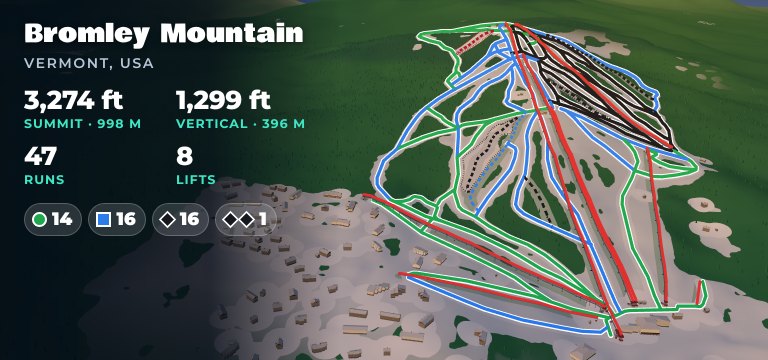 Bromley Mountain
VERMONT, USA
3,274 ft 1,299 ft
SUMMIT · 998 M VERTICAL · 396 M
47 8
RUNS LIFTS
14 16 16 1